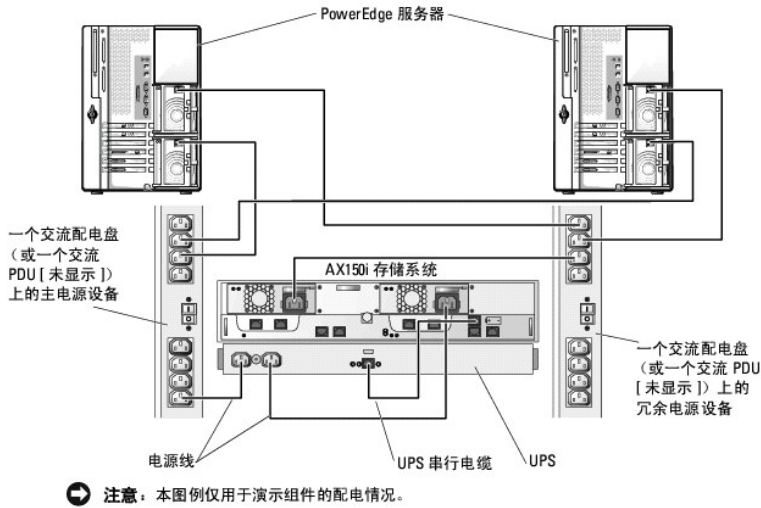 PowerEdge 服务器
一个交流配电盘
（或一个交流
PDU [ 未显示 ]）
上的主电源设备
AX150i 存储系统
一个交流配电盘
（或一个交流 PDU
[ 未显示 ]）上的
冗余电源设备
电源线
UPS 串行电缆
UPS
注意：本图例仅用于演示组件的配电情况。